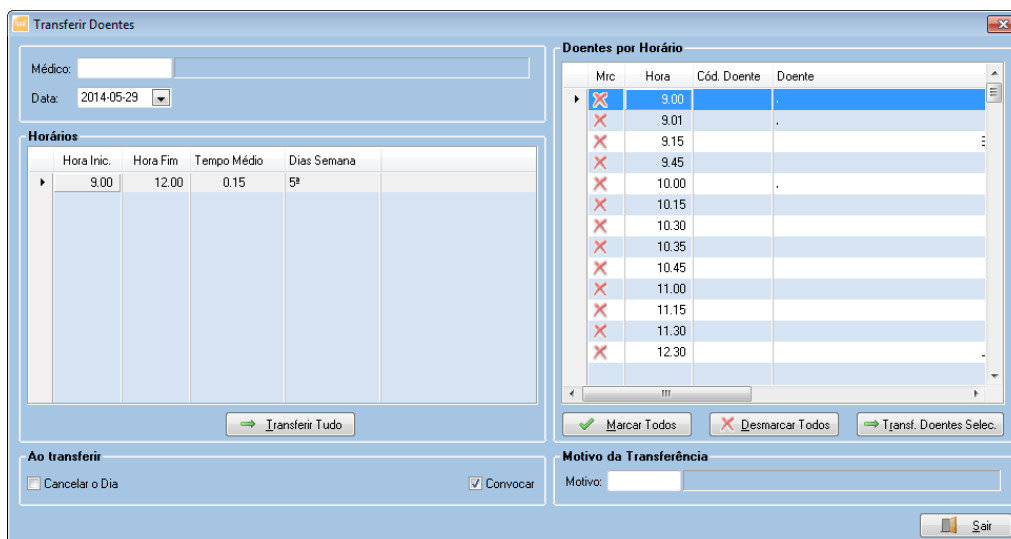 Transferir Doentes
Médico:
Data: 2014-05-29
Horários
Hora Inic. Hora Fim Tempo Médio Dias Semana
9.00 12.00 0.15 5ª
Transferir Tudo
Ao transferir
Cancelar o Dia Convocar
Doentes por Horário
Mrc Hora Cód. Doente Doente
9.00 .
9.01 .
9.15
9.45
10.00 .
10.15
10.30
10.35
10.45
11.00
11.15
11.30
12.30
Marcar Todos Desmarcar Todos Transf. Doentes Selec.
Motivo da Transferência
Motivo:
Sair